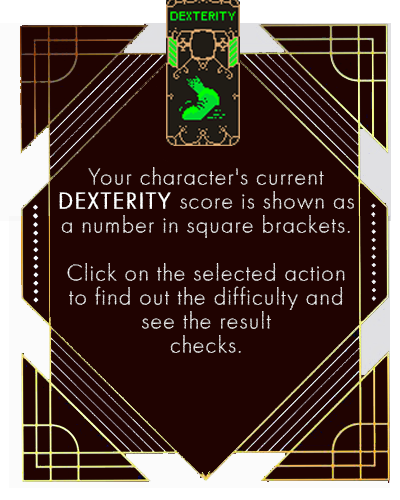 DEXTERITY
Your character's current
DEXTERITY score is shown as
a number in square brackets.
Click on the selected action
to find out the difficulty and
see the result
checks.